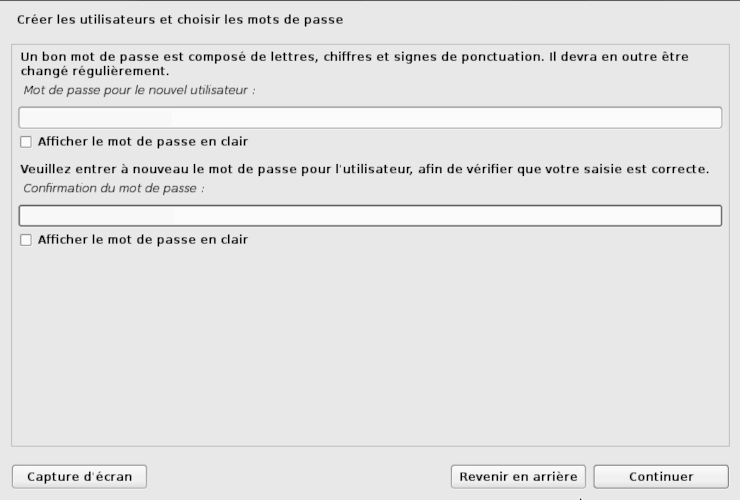 Créer les utilisateurs et choisir les mots de passe
Un bon mot de passe est composé de lettres, chiffres et signes de ponctuation. Il devra en outre être
changé régulièrement.
Mot de passe pour le nouvel utilisateur :
Afficher le mot de passe en clair
Veuillez entrer à nouveau le mot de passe pour l'utilisateur, afin de vérifier que votre saisie est correcte.
Confirmation du mot de passe :
Afficher le mot de passe en clair
Capture d'écran
Revenir en arrière
Continuer